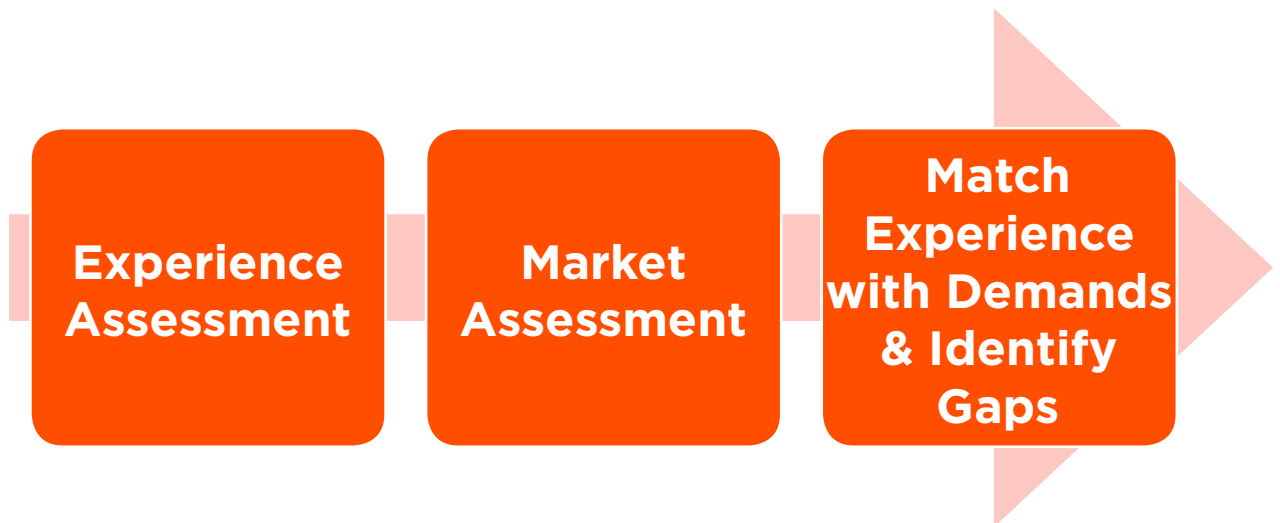 Experience
Assessment
Market
Assessment
Match
Experience
with Demands
& Identify
Gaps